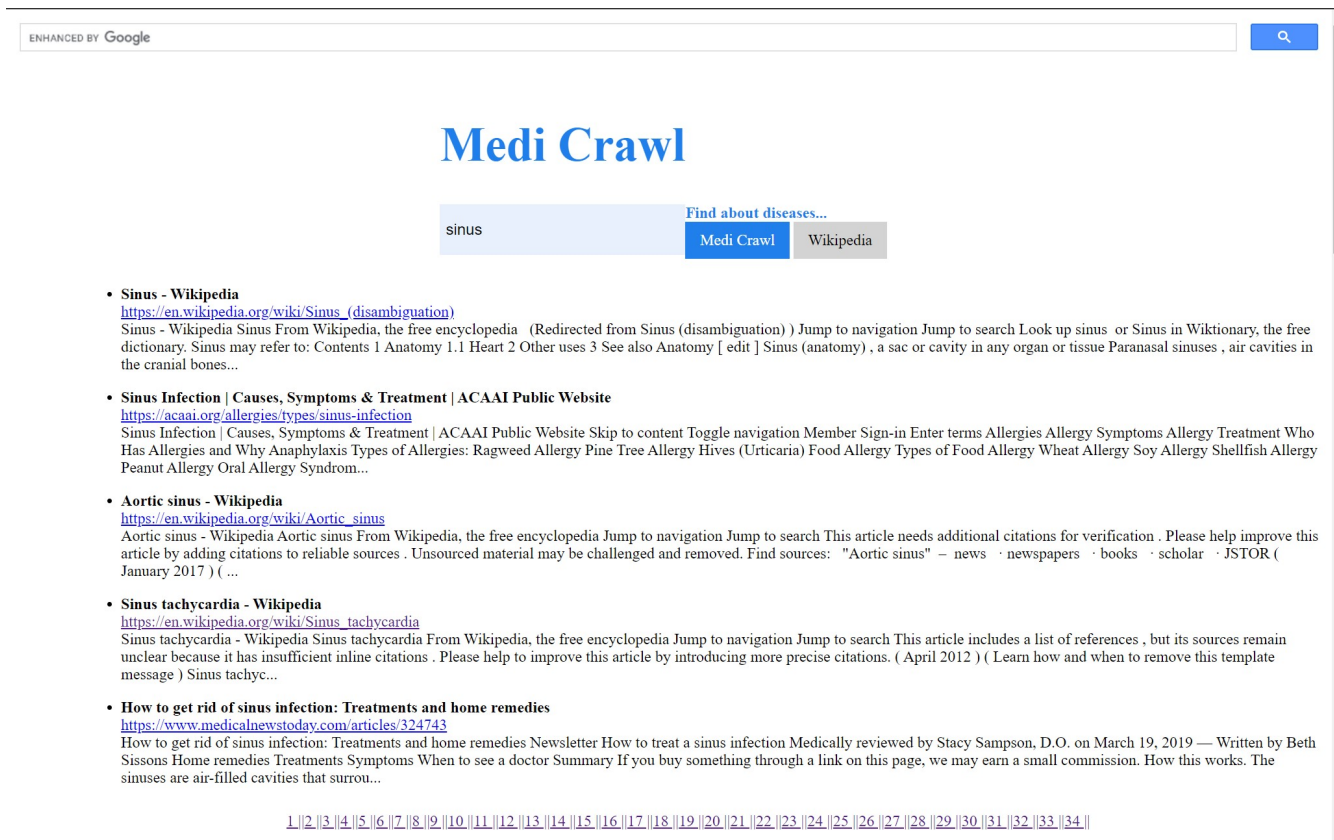 ENHANCED BY Google
Medi Crawl
sinus
Find about diseases...
Medi Crawl Wikipedia
• Sinus - Wikipedia
https://en.wikipedia.org/wiki/Sinus_(disambiguation)
Sinus - Wikipedia Sinus From Wikipedia, the free encyclopedia (Redirected from Sinus (disambiguation) ) Jump to navigation Jump to search Look up sinus or Sinus in Wiktionary, the free
dictionary. Sinus may refer to: Contents 1 Anatomy 1.1 Heart 2 Other uses 3 See also Anatomy [ edit ] Sinus (anatomy) , a sac or cavity in any organ or tissue Paranasal sinuses , air cavities in
the cranial bones...
• Sinus Infection | Causes, Symptoms & Treatment | ACAAI Public Website
https://acaai.org/allergies/types/sinus-infection
Sinus Infection | Causes, Symptoms & Treatment | ACAAI Public Website Skip to content Toggle navigation Member Sign-in Enter terms Allergies Allergy Symptoms Allergy Treatment Who
Has Allergies and Why Anaphylaxis Types of Allergies: Ragweed Allergy Pine Tree Allergy Hives (Urticaria) Food Allergy Types of Food Allergy Wheat Allergy Soy Allergy Shellfish Allergy
Peanut Allergy Oral Allergy Syndrom...
• Aortic sinus - Wikipedia
https://en.wikipedia.org/wiki/Aortic_sinus
Aortic sinus - Wikipedia Aortic sinus From Wikipedia, the free encyclopedia Jump to navigation Jump to search This article needs additional citations for verification . Please help improve this
article by adding citations to reliable sources . Unsourced material may be challenged and removed. Find sources: "Aortic sinus" – news · newspapers · books · scholar · JSTOR (
January 2017 ) ( ...
• Sinus tachycardia - Wikipedia
https://en.wikipedia.org/wiki/Sinus_tachycardia
Sinus tachycardia - Wikipedia Sinus tachycardia From Wikipedia, the free encyclopedia Jump to navigation Jump to search This article includes a list of references , but its sources remain
unclear because it has insufficient inline citations . Please help to improve this article by introducing more precise citations. ( April 2012 ) ( Learn how and when to remove this template
message ) Sinus tachyc...
• How to get rid of sinus infection: Treatments and home remedies
https://www.medicalnewstoday.com/articles/324743
How to get rid of sinus infection: Treatments and home remedies Newsletter How to treat a sinus infection Medically reviewed by Stacy Sampson, D.O. on March 19, 2019 — Written by Beth
Sissons Home remedies Treatments Symptoms When to see a doctor Summary If you buy something through a link on this page, we may earn a small commission. How this works. The
sinuses are air-filled cavities that surrou...
1 ||2 ||3 ||4 ||5 ||6 ||7 ||8 ||9 ||10 ||11 ||12 ||13 ||14 ||15 ||16 ||17 ||18 ||19 ||20 ||21 ||22 ||23 ||24 ||25 ||26 ||27 ||28 ||29 ||30 ||31 ||32 ||33 ||34 ||